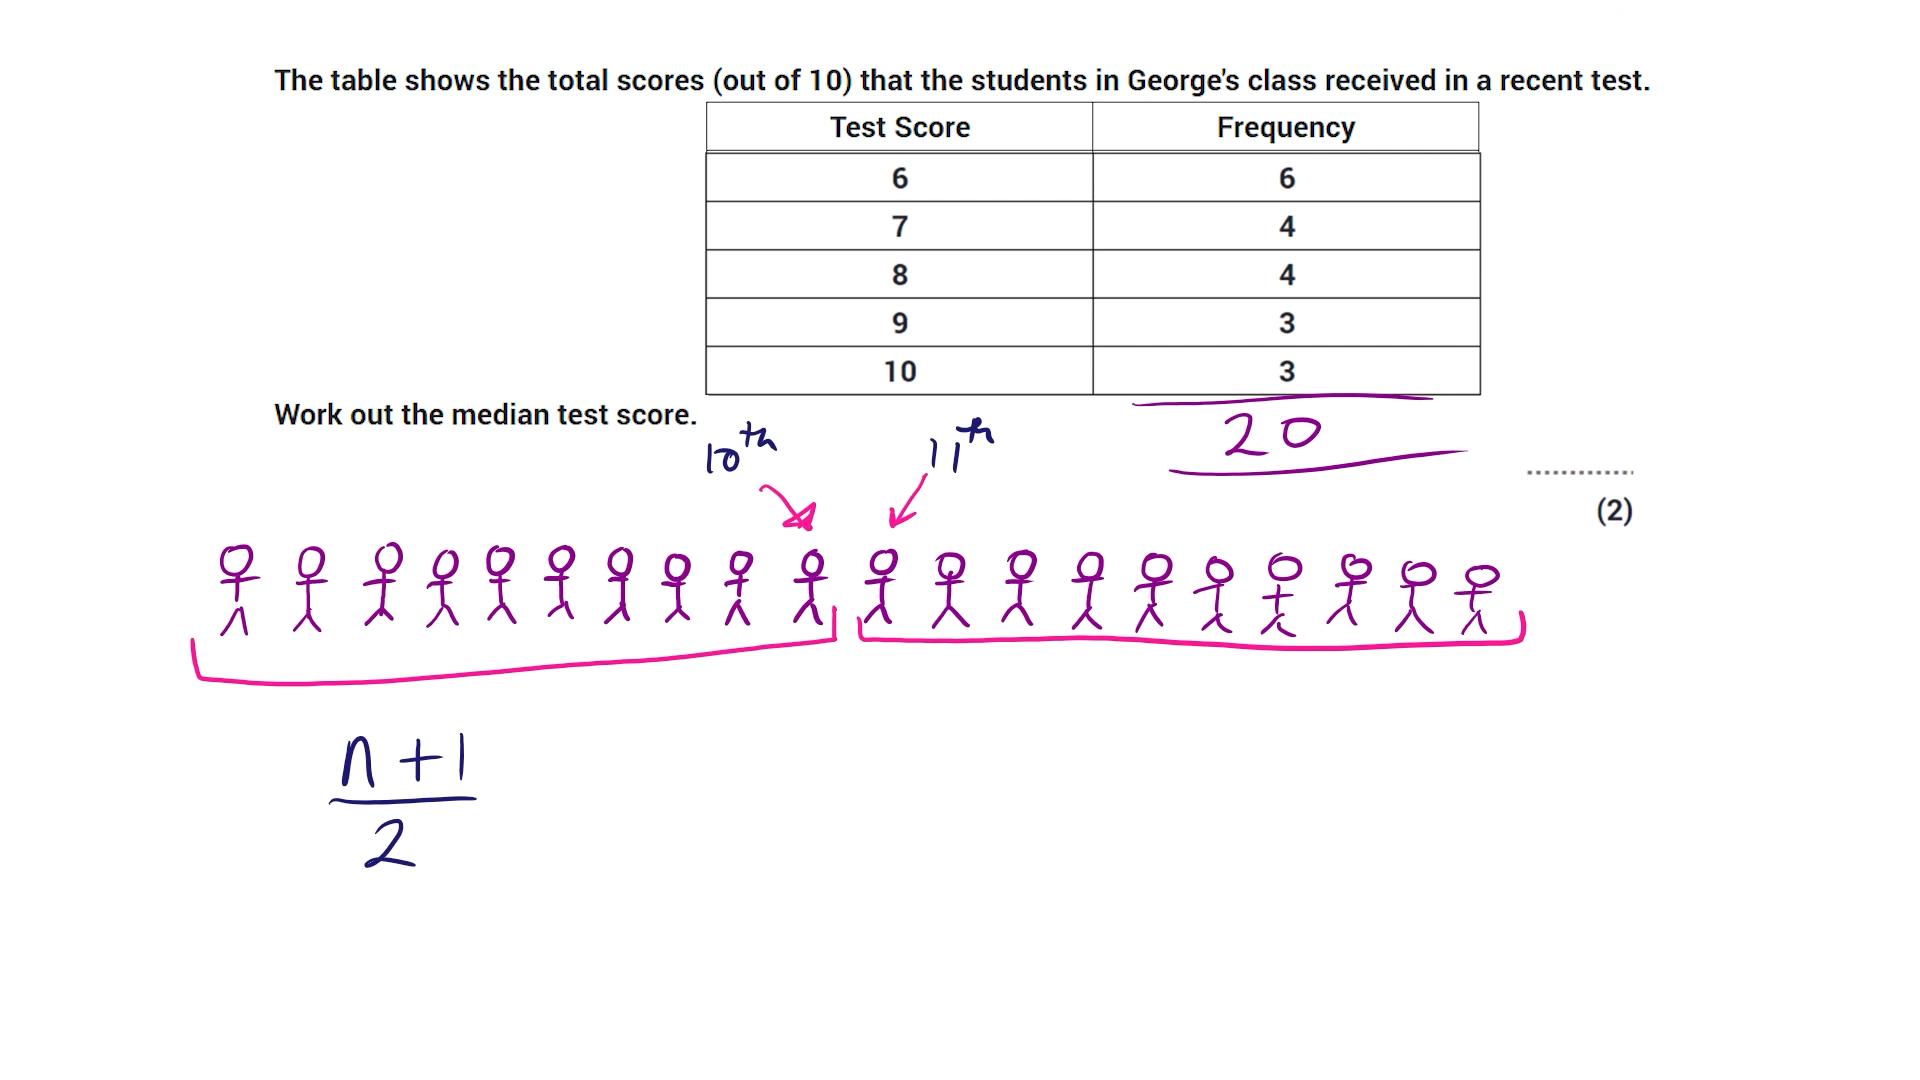 The table shows the total scores (out of 10) that the students in George's class received in a recent test.
Test Score Frequency
6 6
7 4
8 4
9 3
10 3
Work out the median test score.
20
10th 11th
(2)
n+1
2